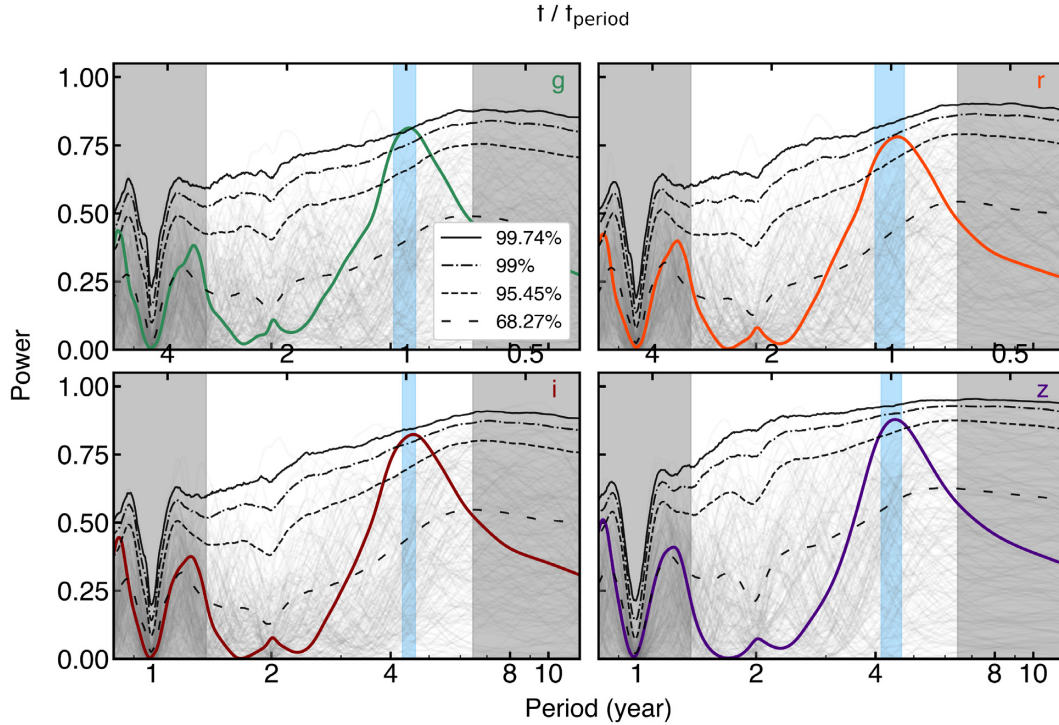 t / t_period
1.00 g r
0.75
0.50
99.74%
0.25 99%
95.45%
68.27%
0.00
4 2 1 0.5 4 2 1 0.5
Power
1.00 i z
0.75
0.50
0.25
0.00
1 2 4 8 10 1 2 4 8 10
Period (year)